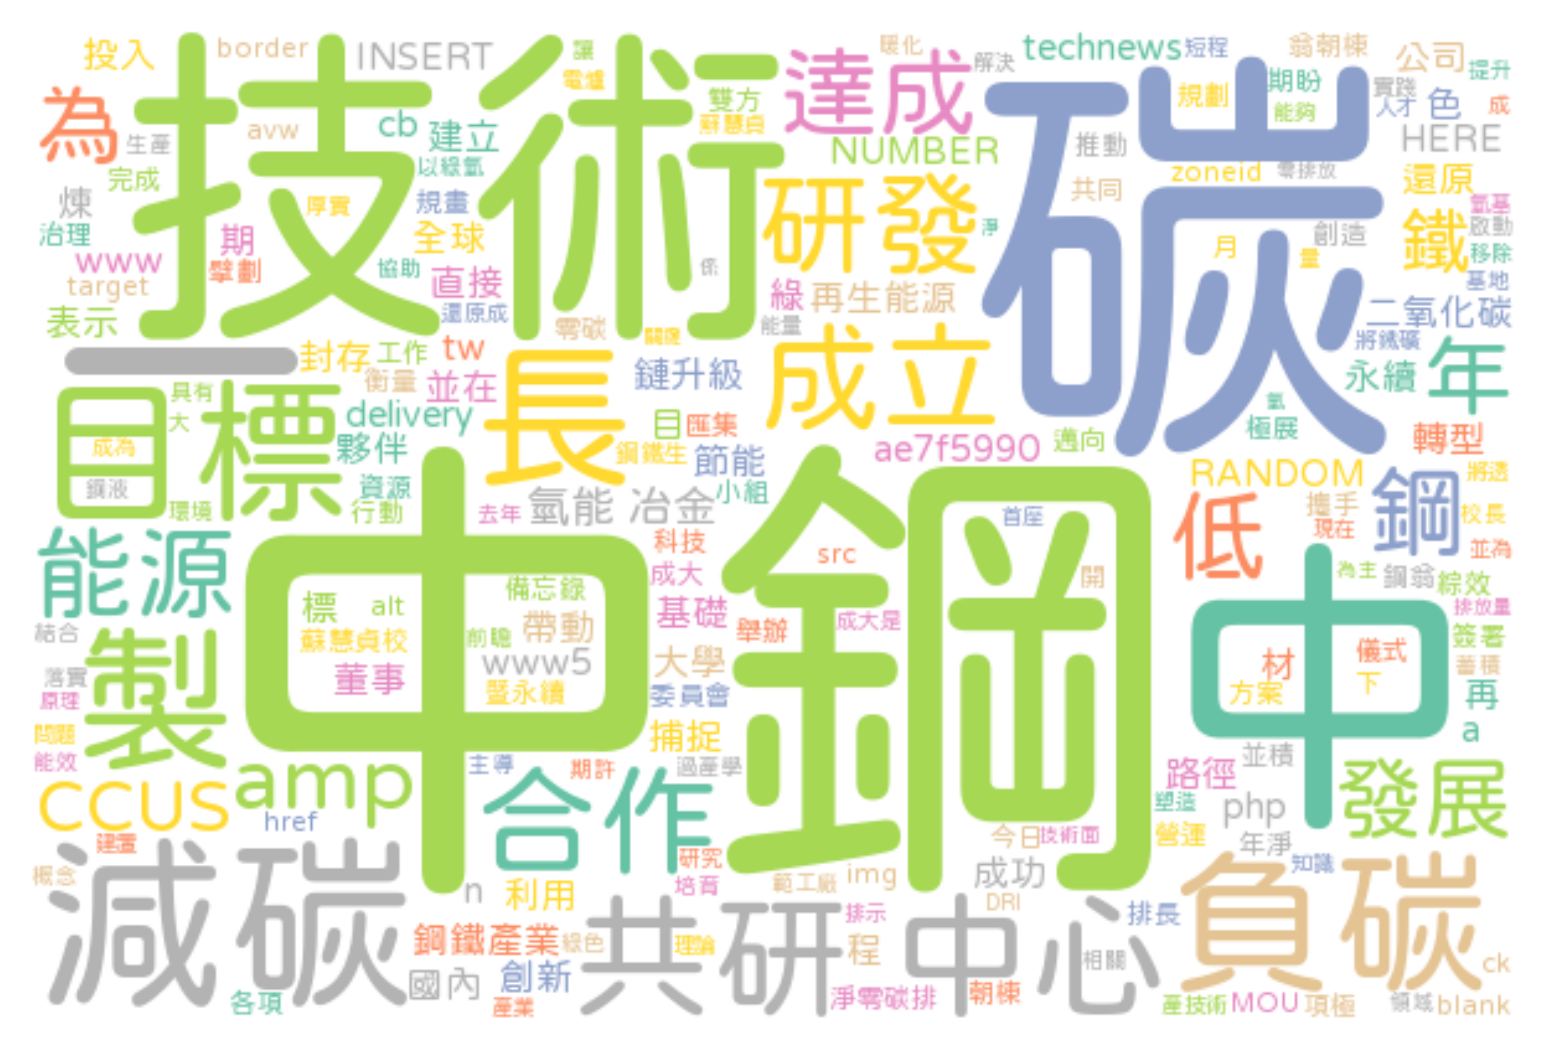 投入 border INSERT 讓 電爐 技術 雙方 蘇慧貞 達成 暖化 解決 technews 短程 翁朝棟 公司 提升
碳 規劃 期盼 能夠 實踐 人才 色 成
為 生產 avw cb 建立 以綠氫 NUMBER 推動 HERE
完成 煉 厚實 規畫 研發 zoneid 零排放 共同 還原 氫基
治理 期 全球 淨 月 量 創造 鐵 啟動 移除
www 擘劃 協助 直接 係 綠 再生能源 基地
target 表示 還原成 零碳 能量 二氧化碳 將鐵礦
一 封存 工作 tw 長 鏈升級 成立 永續 年
目標 具有 大 衡量 並在 delivery 目 匯集 氫 極展 轉型
成為 夥伴 鋼鐵生 節能 ae7f5990 邁向
鋼液 環境 資源 行動 小組 RANDOM 將透
能源 中鋼 去年 氫能 冶金 首座 低 攜手 現在 鋼 校長 並為
科技 src 成大 開 中 為主 鋼翁 綜效
結合 製 標 alt 備忘錄 基礎 成大是 排放量
蘇慧貞校 前瞻 帶動 舉辦 材 儀式 簽署
落實 董事 www5 大學 方案 下 蓄積
原理 暨永續 委員會 再
問題 捕捉 並積 a
能效 主導 期許 過產學 路徑 發展
CCUS amp 合作 塑造 php
href 今日 技術面 營運 年淨
建置 研究 成功 負碳 知識
概念 減碳 n 利用 培育 範工廠 img DRI
鋼鐵產業 綠色 共研中心 理論 排示 程 排長
國內 創新 相關 ck
各項 產業 淨零碳排 朝棟 產技術 MOU 項極 領域 blank